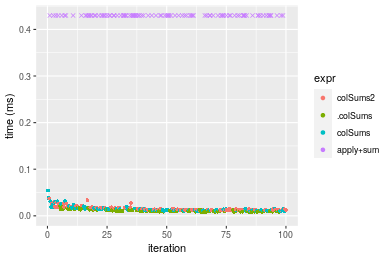 0.4
0.3
0.2
0.1
0.0
time (ms)
0
25
50
75
100
iteration
expr
colSums2
.colSums
colSums
apply+sum